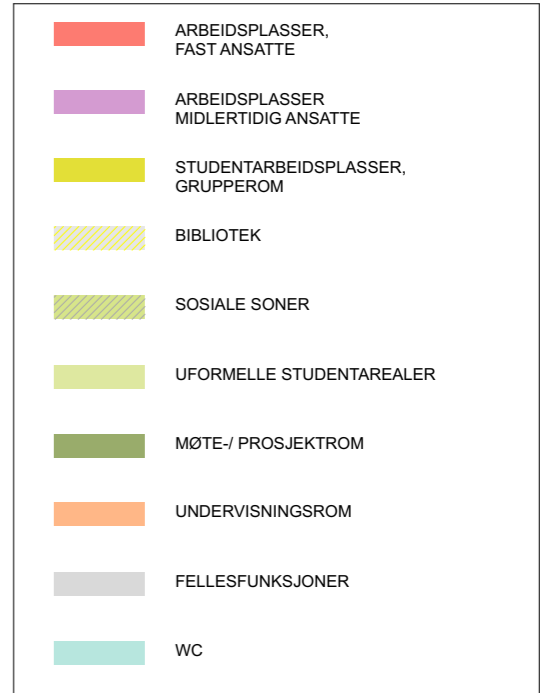 ARBEIDSPLASSER,
FAST ANSATTE
ARBEIDSPLASSER
MIDLERTIDIG ANSATTE
STUDENTARBEIDSPLASSER,
GRUPPEROM
BIBLIOTEK
SOSIALE SONER
UFORMELLE STUDENTAREALER
MØTE-/ PROSJEKTROM
UNDERVISNINGSROM
FELLESFUNKSJONER
WC